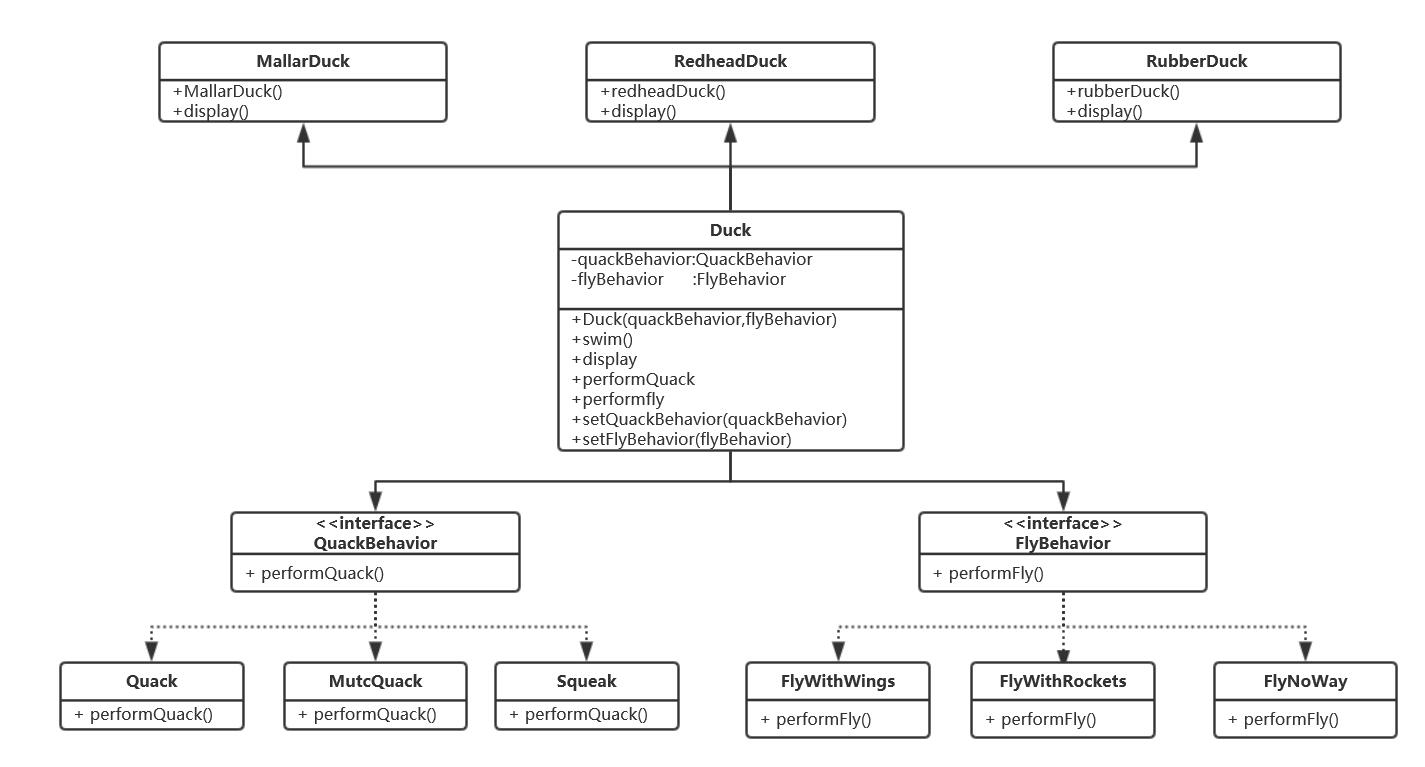 MallarDuck
+MallarDuck()
+display()
RedheadDuck
+redheadDuck()
+display()
RubberDuck
+rubberDuck()
+display()
Duck
-quackBehavior:QuackBehavior
-flyBehavior :FlyBehavior
+Duck(quackBehavior,flyBehavior)
+swim()
+display
+performQuack
+performfly
+setQuackBehavior(quackBehavior)
+setFlyBehavior(flyBehavior)
<<interface>>
QuackBehavior
+ performQuack()
<<interface>>
FlyBehavior
+ performFly()
Quack
+ performQuack()
MutcQuack
+ performQuack()
Squeak
+ performQuack()
FlyWithWings
+ performFly()
FlyWithRockets
+ performFly()
FlyNoWay
+ performFly()